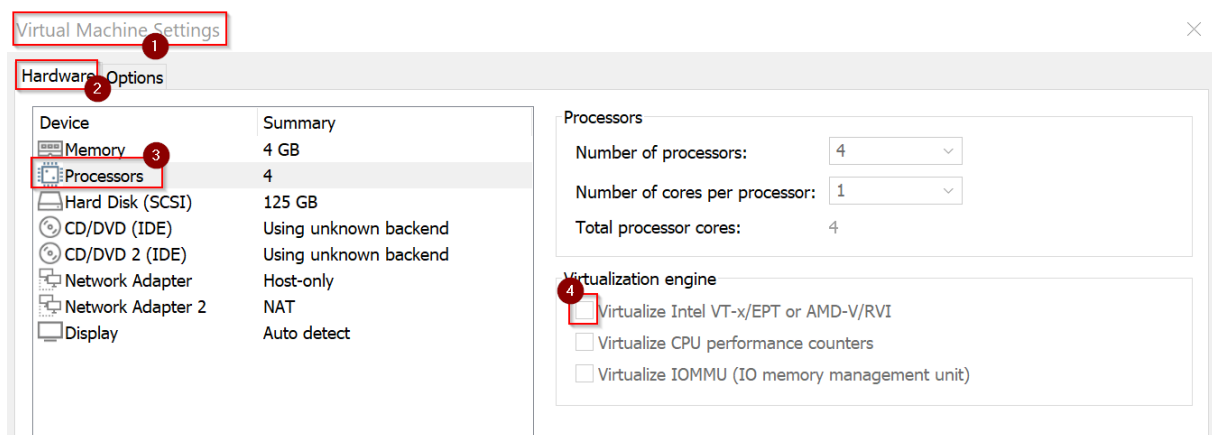 Virtual Machine Settings
1
Hardware Options
2
Device Summary
Memory 4 GB
3
Processors 4
Hard Disk (SCSI) 125 GB
CD/DVD (IDE) Using unknown backend
CD/DVD 2 (IDE) Using unknown backend
Network Adapter Host-only
Network Adapter 2 NAT
Display Auto detect
Processors
Number of processors: 4
Number of cores per processor: 1
Total processor cores: 4
Virtualization engine
4
Virtualize Intel VT-x/EPT or AMD-V/RVI
Virtualize CPU performance counters
Virtualize IOMMU (IO memory management unit)